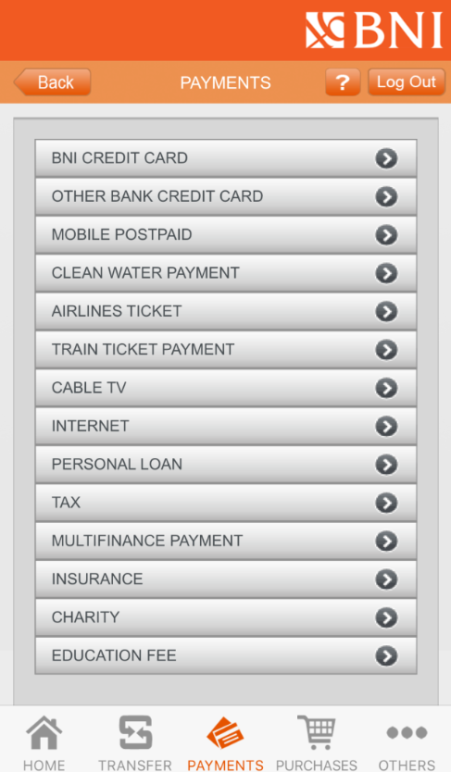 BNI
Back PAYMENTS ? Log Out
BNI CREDIT CARD
OTHER BANK CREDIT CARD
MOBILE POSTPAID
CLEAN WATER PAYMENT
AIRLINES TICKET
TRAIN TICKET PAYMENT
CABLE TV
INTERNET
PERSONAL LOAN
TAX
MULTIFINANCE PAYMENT
INSURANCE
CHARITY
EDUCATION FEE
HOME TRANSFER PAYMENTS PURCHASES OTHERS